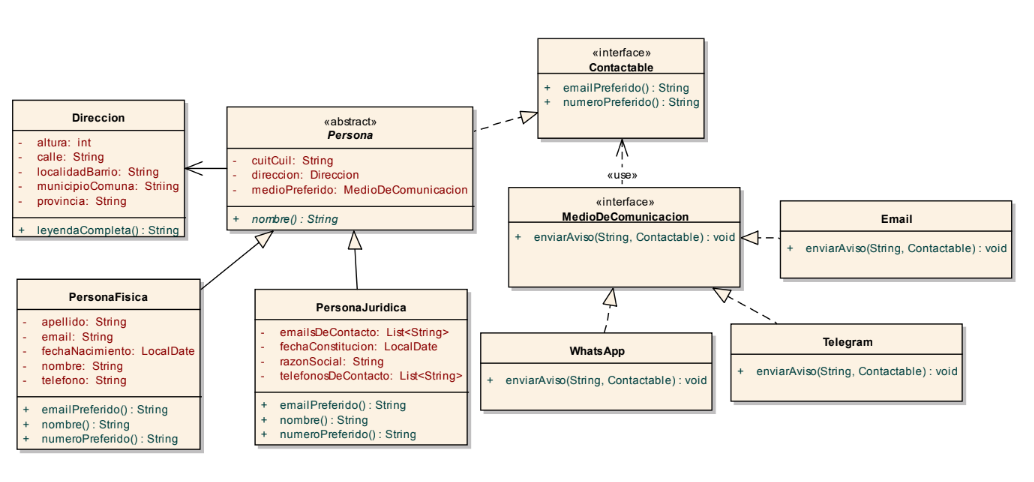 «interface»
Contactable
+ emailPreferido() : String
+ numeroPreferido() : String
Direccion
- altura: int
- calle: String
- localidadBarrio: String
- municipioComuna: Striing
- provincia: String
+ leyendaCompleta() : String
«abstract»
Persona
- cuitCuil: String
- direccion: Direccion
- medioPreferido: MedioDeComunicacion
+ nombre() : String
«use»
«interface»
MedioDeComunicacion
+ enviarAviso(String, Contactable) : void
Email
+ enviarAviso(String, Contactable) : void
PersonaFisica
- apellido: String
- email: String
- fechaNacimiento: LocalDate
- nombre: String
- telefono: String
+ emailPreferido() : String
+ nombre() : String
+ numeroPreferido() : String
PersonaJuridica
- emailsDeContacto: List<String>
- fechaConstitucion: LocalDate
- razonSocial: String
- telefonosDeContacto: List<String>
+ emailPreferido() : String
+ nombre() : String
+ numeroPreferido() : String
WhatsApp
+ enviarAviso(String, Contactable) : void
Telegram
+ enviarAviso(String, Contactable) : void